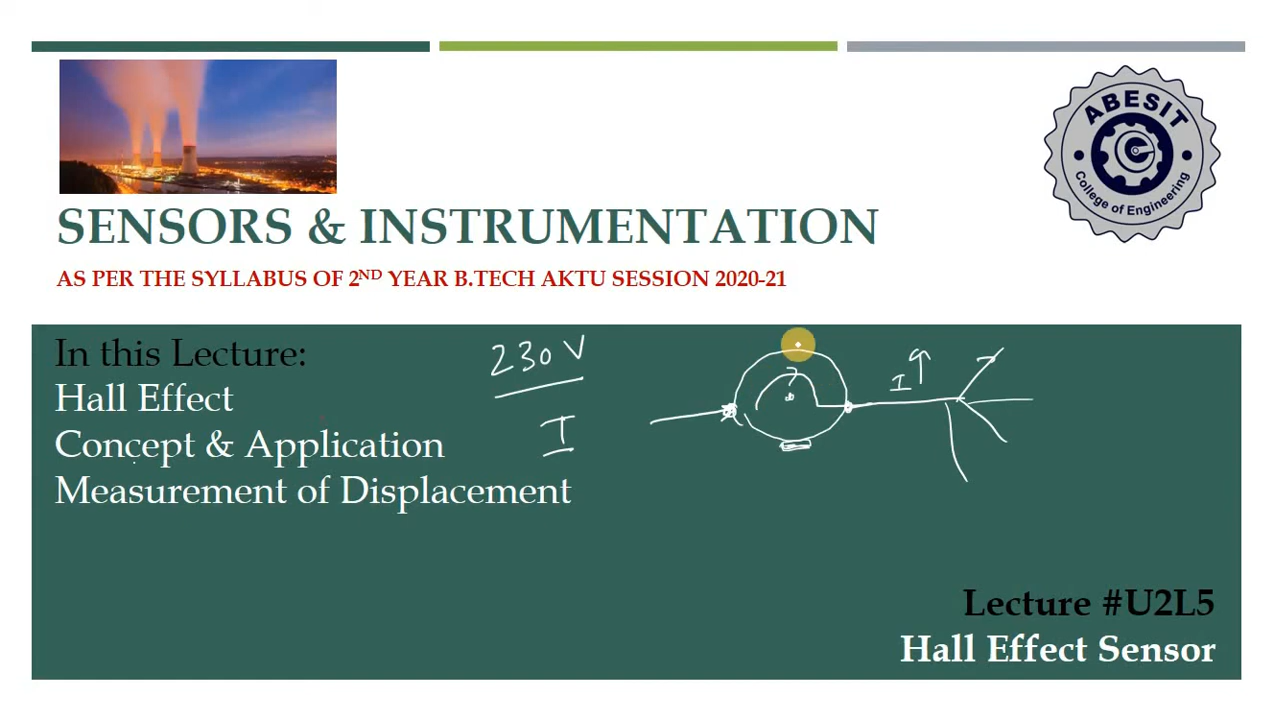 ABESIT
College of Engineering
SENSORS & INSTRUMENTATION
AS PER THE SYLLABUS OF 2ND YEAR B.TECH AKTU SESSION 2020-21
In this Lecture:
Hall Effect
Concept & Application
Measurement of Displacement
230 V
I
I
Lecture #U2L5
Hall Effect Sensor